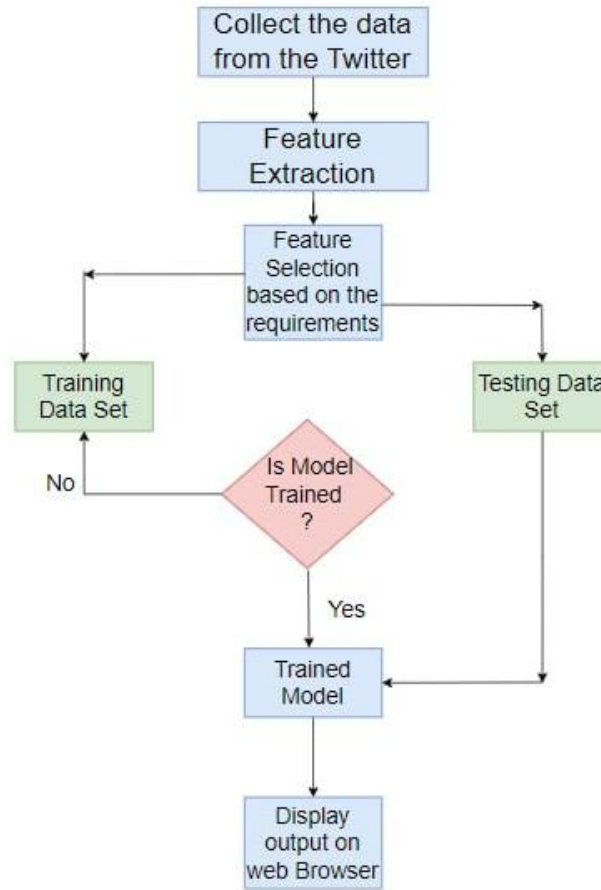 Collect the data
from the Twitter
Feature
Extraction
Feature
Selection
based on the
requirements
Training
Data Set
Testing Data
Set
Is Model
Trained
?
No
Yes
Trained
Model
Display
output on
web Browser